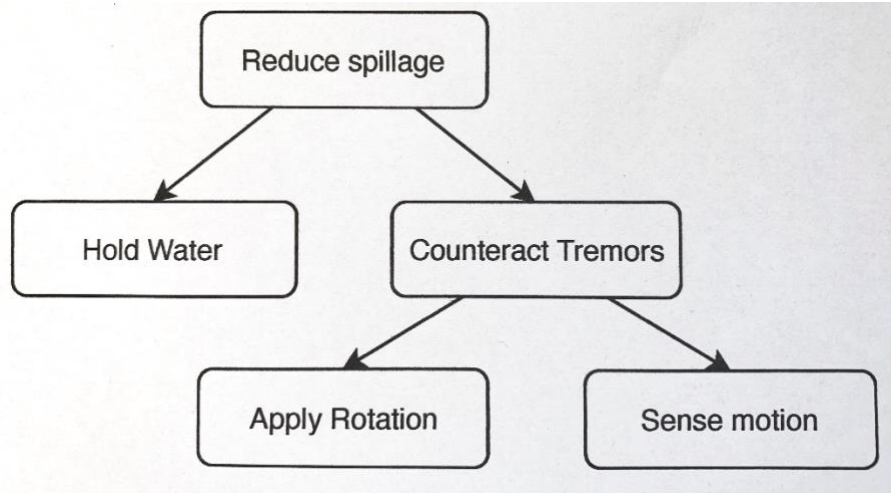 Reduce spillage
Hold Water
Counteract Tremors
Apply Rotation
Sense motion